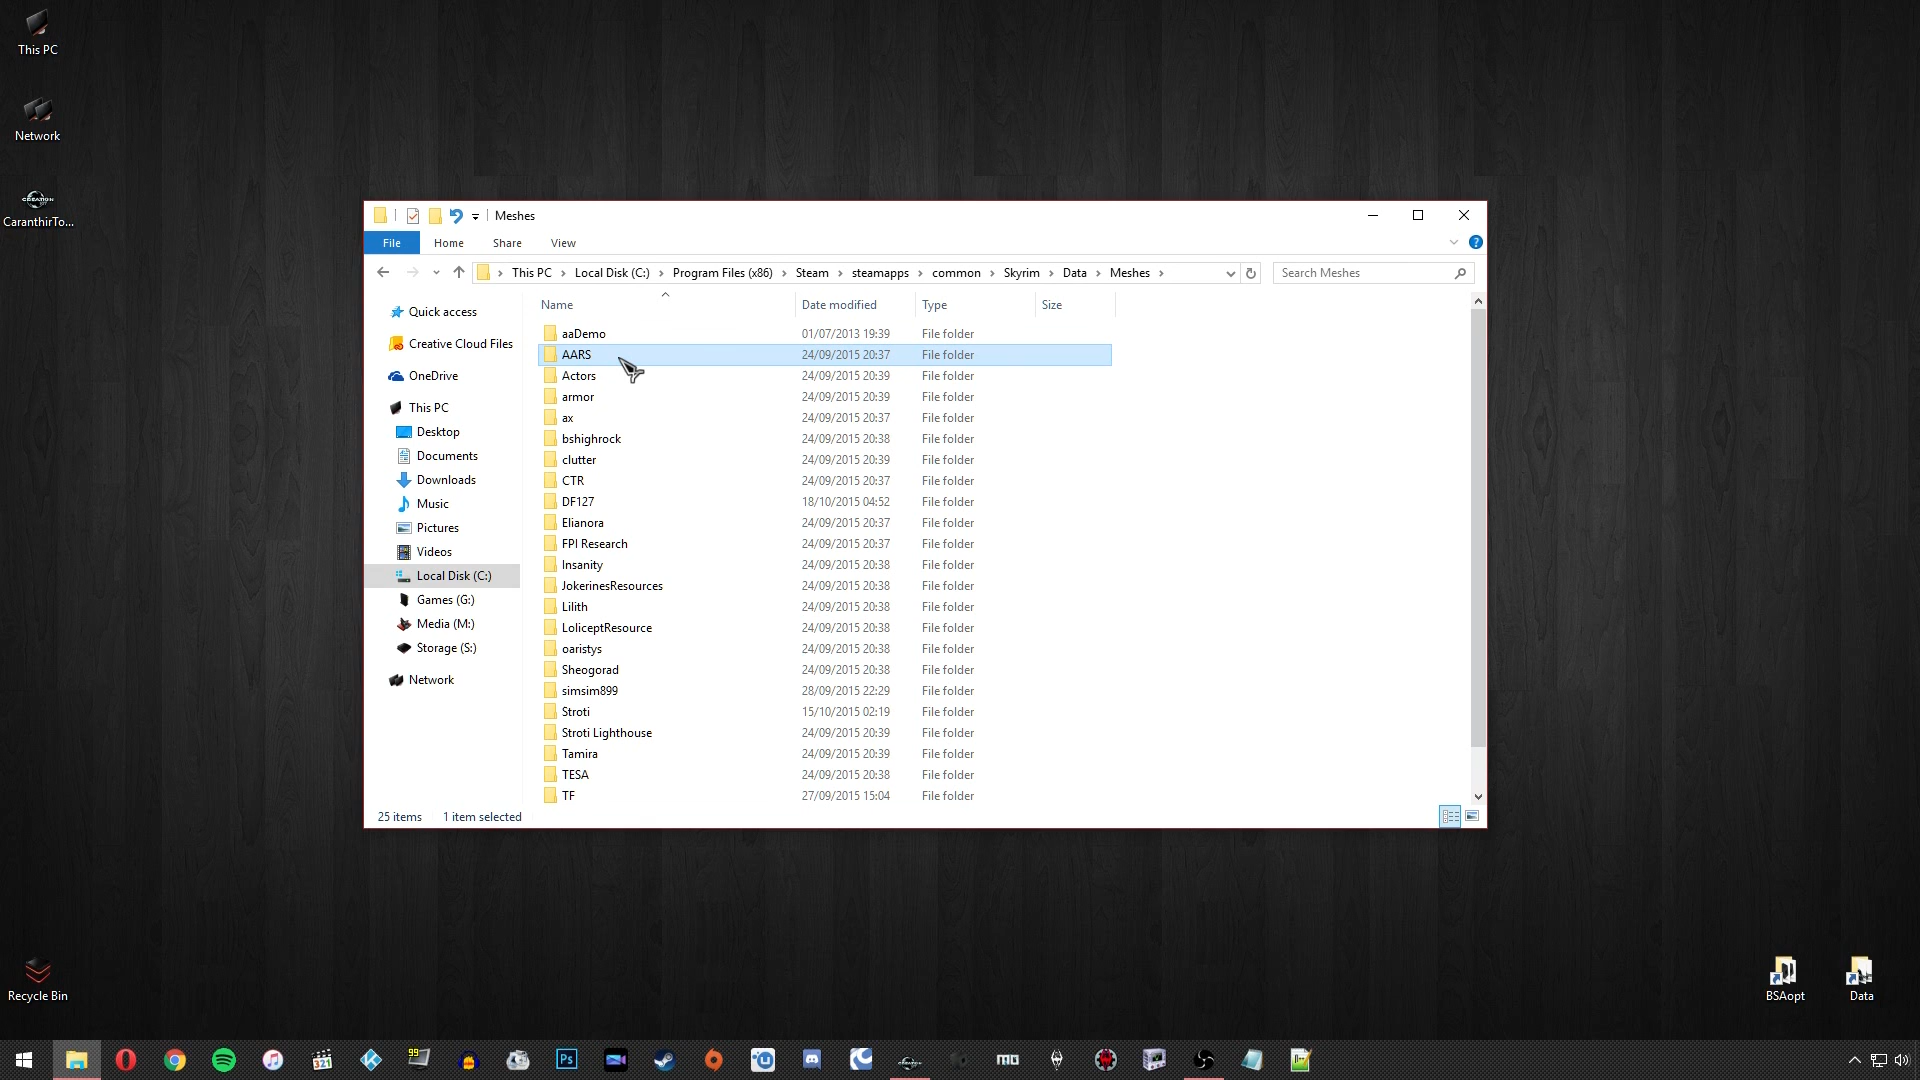 This PC
Network
CREATION
CaranthirTo...
Meshes
File Home Share View
This PC Local Disk (C:) Program Files (x86) Steam steamapps common Skyrim Data Meshes
Search Meshes
Name Date modified Type Size
Quick access
Creative Cloud Files
OneDrive
This PC
Desktop
Documents
Downloads
Music
Pictures
Videos
Local Disk (C:)
Games (G:)
Media (M:)
Storage (S:)
Network
aaDemo 01/07/2013 19:39 File folder
AARS 24/09/2015 20:37 File folder
Actors 24/09/2015 20:39 File folder
armor 24/09/2015 20:39 File folder
ax 24/09/2015 20:37 File folder
bshighrock 24/09/2015 20:38 File folder
clutter 24/09/2015 20:39 File folder
CTR 24/09/2015 20:37 File folder
DF127 18/10/2015 04:52 File folder
Elianora 24/09/2015 20:37 File folder
FPI Research 24/09/2015 20:37 File folder
Insanity 24/09/2015 20:38 File folder
JokerinesResources 24/09/2015 20:38 File folder
Lilith 24/09/2015 20:38 File folder
LoliceptResource 24/09/2015 20:38 File folder
oaristys 24/09/2015 20:38 File folder
Sheogorad 24/09/2015 20:38 File folder
simsim899 28/09/2015 22:29 File folder
Stroti 15/10/2015 02:19 File folder
Stroti Lighthouse 24/09/2015 20:39 File folder
Tamira 24/09/2015 20:39 File folder
TESA 24/09/2015 20:38 File folder
TF 27/09/2015 15:04 File folder
25 items 1 item selected
Recycle Bin
BSAopt
Data
321
99
Ps
MO